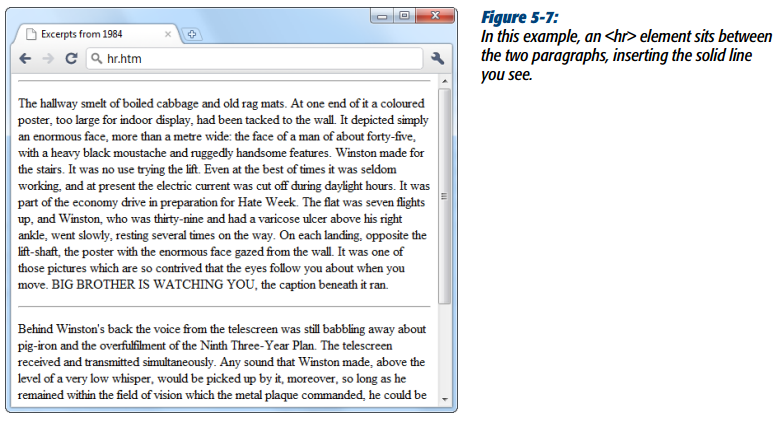 Excerpts from 1984
hr.htm
The hallway smelt of boiled cabbage and old rag mats. At one end of it a coloured
poster, too large for indoor display, had been tacked to the wall. It depicted simply
an enormous face, more than a metre wide: the face of a man of about forty-five,
with a heavy black moustache and ruggedly handsome features. Winston made for
the stairs. It was no use trying the lift. Even at the best of times it was seldom
working, and at present the electric current was cut off during daylight hours. It was
part of the economy drive in preparation for Hate Week. The flat was seven flights
up, and Winston, who was thirty-nine and had a varicose ulcer above his right
ankle, went slowly, resting several times on the way. On each landing, opposite the
lift-shaft, the poster with the enormous face gazed from the wall. It was one of
those pictures which are so contrived that the eyes follow you about when you
move. BIG BROTHER IS WATCHING YOU, the caption beneath it ran.
Behind Winston's back the voice from the telescreen was still babbling away about
pig-iron and the overfulfilment of the Ninth Three-Year Plan. The telescreen
received and transmitted simultaneously. Any sound that Winston made, above the
level of a very low whisper, would be picked up by it, moreover, so long as he
remained within the field of vision which the metal plaque commanded, he could be
Figure 5-7:
In this example, an <hr> element sits between
the two paragraphs, inserting the solid line
you see.